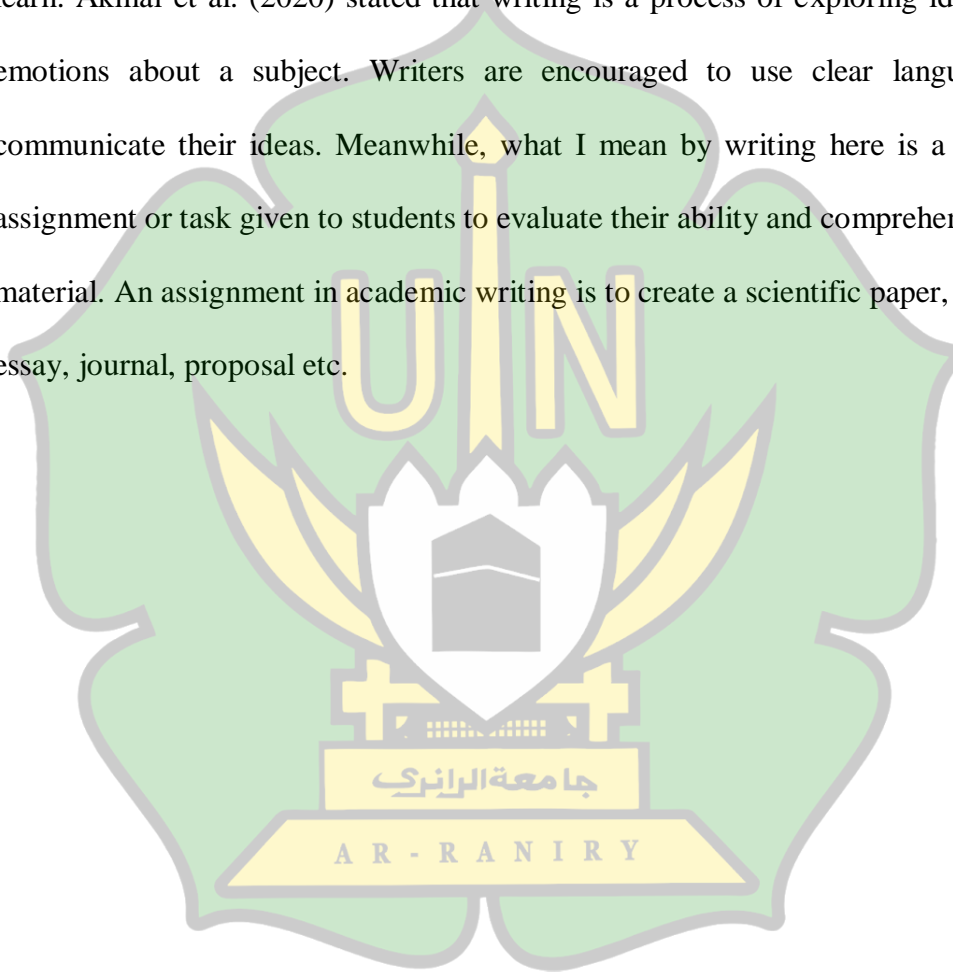 learn. Akmal et al. (2020) stated that writing is a process of exploring
emotions about a subject. Writers are encouraged to use clear
communicate their ideas. Meanwhile, what I mean by writing here is a
assignment or task given to students to evaluate their ability and
material. An assignment in academic writing is to create a scientific paper,
essay, journal, proposal etc.
UIN
جامعة الرانري
AR-RANIRY